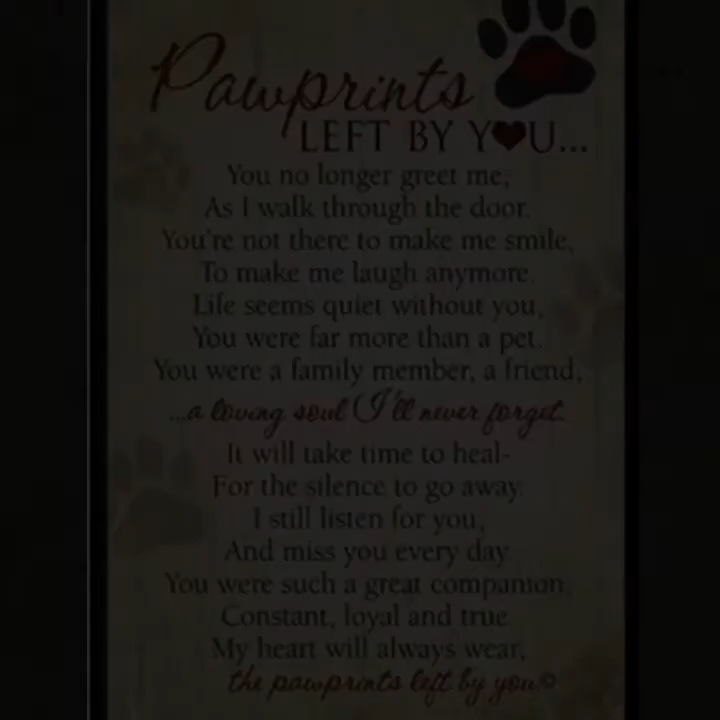 Pawprints
LEFT BY Y♥U...
You no longer greet me,
As I walk through the door.
You're not there to make me smile,
To make me laugh anymore.
Life seems quiet without you,
You were far more than a pet.
You were a family member, a friend,
...a loving soul I'll never forget.
It will take time to heal-
For the silence to go away.
I still listen for you,
And miss you every day.
You were such a great companion,
Constant, loyal and true.
My heart will always wear,
the pawprints left by you.©